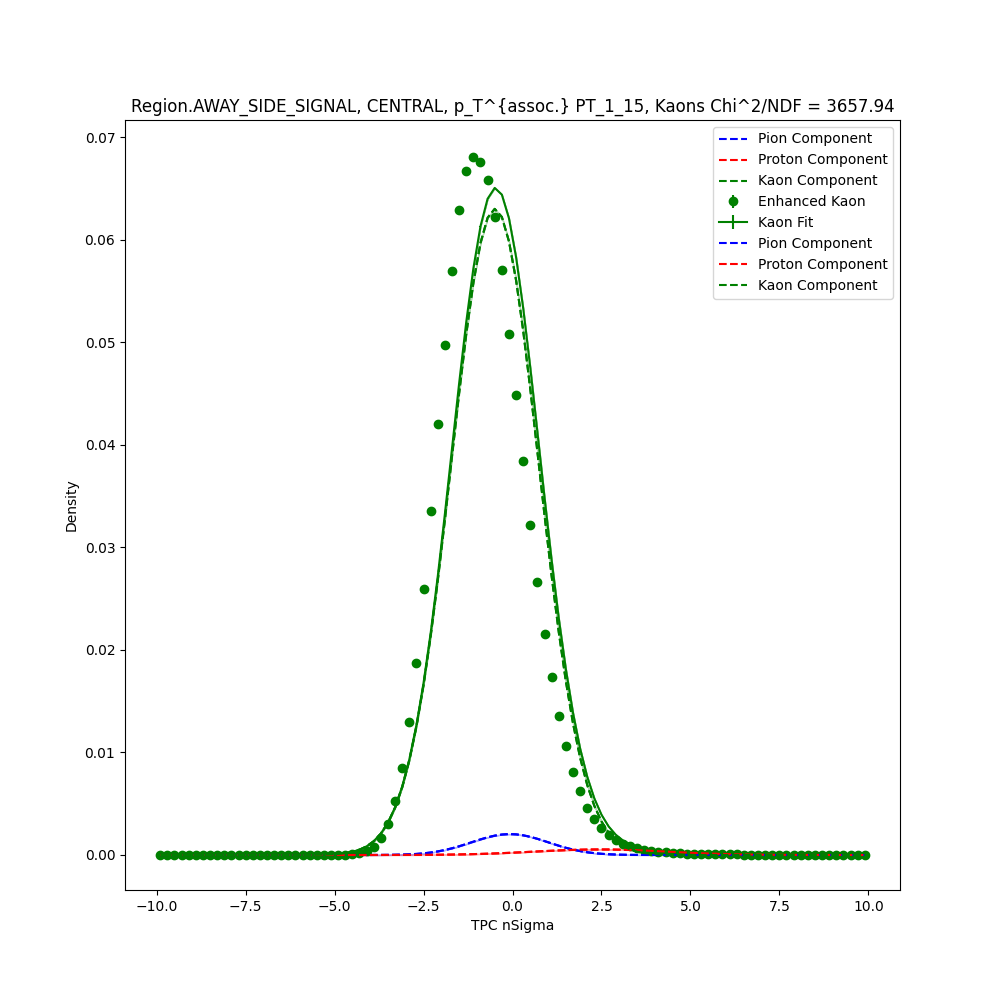 Region.AWAY_SIDE_SIGNAL, CENTRAL, p_T^{assoc.} PT_1_15, Kaons Chi^2/NDF = 3657.94
Pion Component
Proton Component
Kaon Component
Enhanced Kaon
Kaon Fit
Pion Component
Proton Component
Kaon Component
0.07
0.06
0.05
0.04
0.03
0.02
0.01
0.00
Density
−10.0 −7.5 −5.0 −2.5 0.0 2.5 5.0 7.5 10.0
TPC nSigma